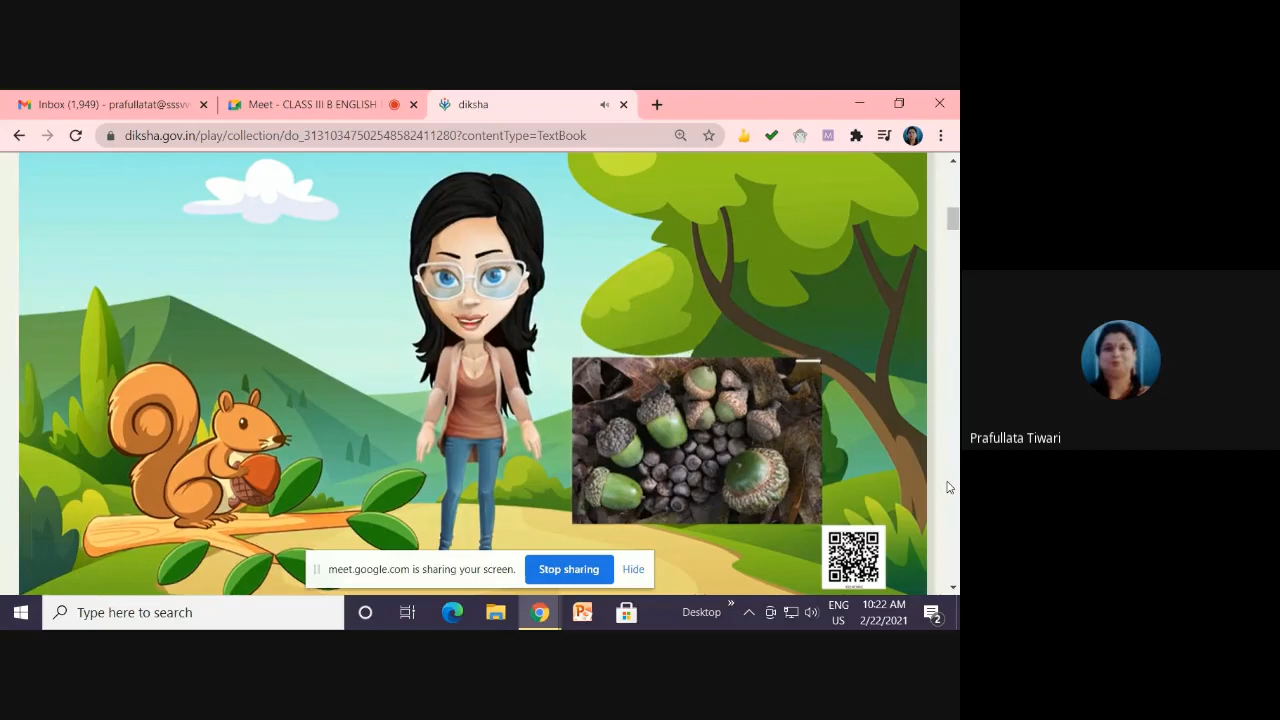 Inbox (1,949) - prafullatat@sssvv
Meet - CLASS III B ENGLISH
diksha
diksha.gov.in/play/collection/do_31310347502548582411280?contentType=TextBook
Prafullata Tiwari
meet.google.com is sharing your screen.
Stop sharing
Hide
Type here to search
Desktop
ENG
US
10:22 AM
2/22/2021
2